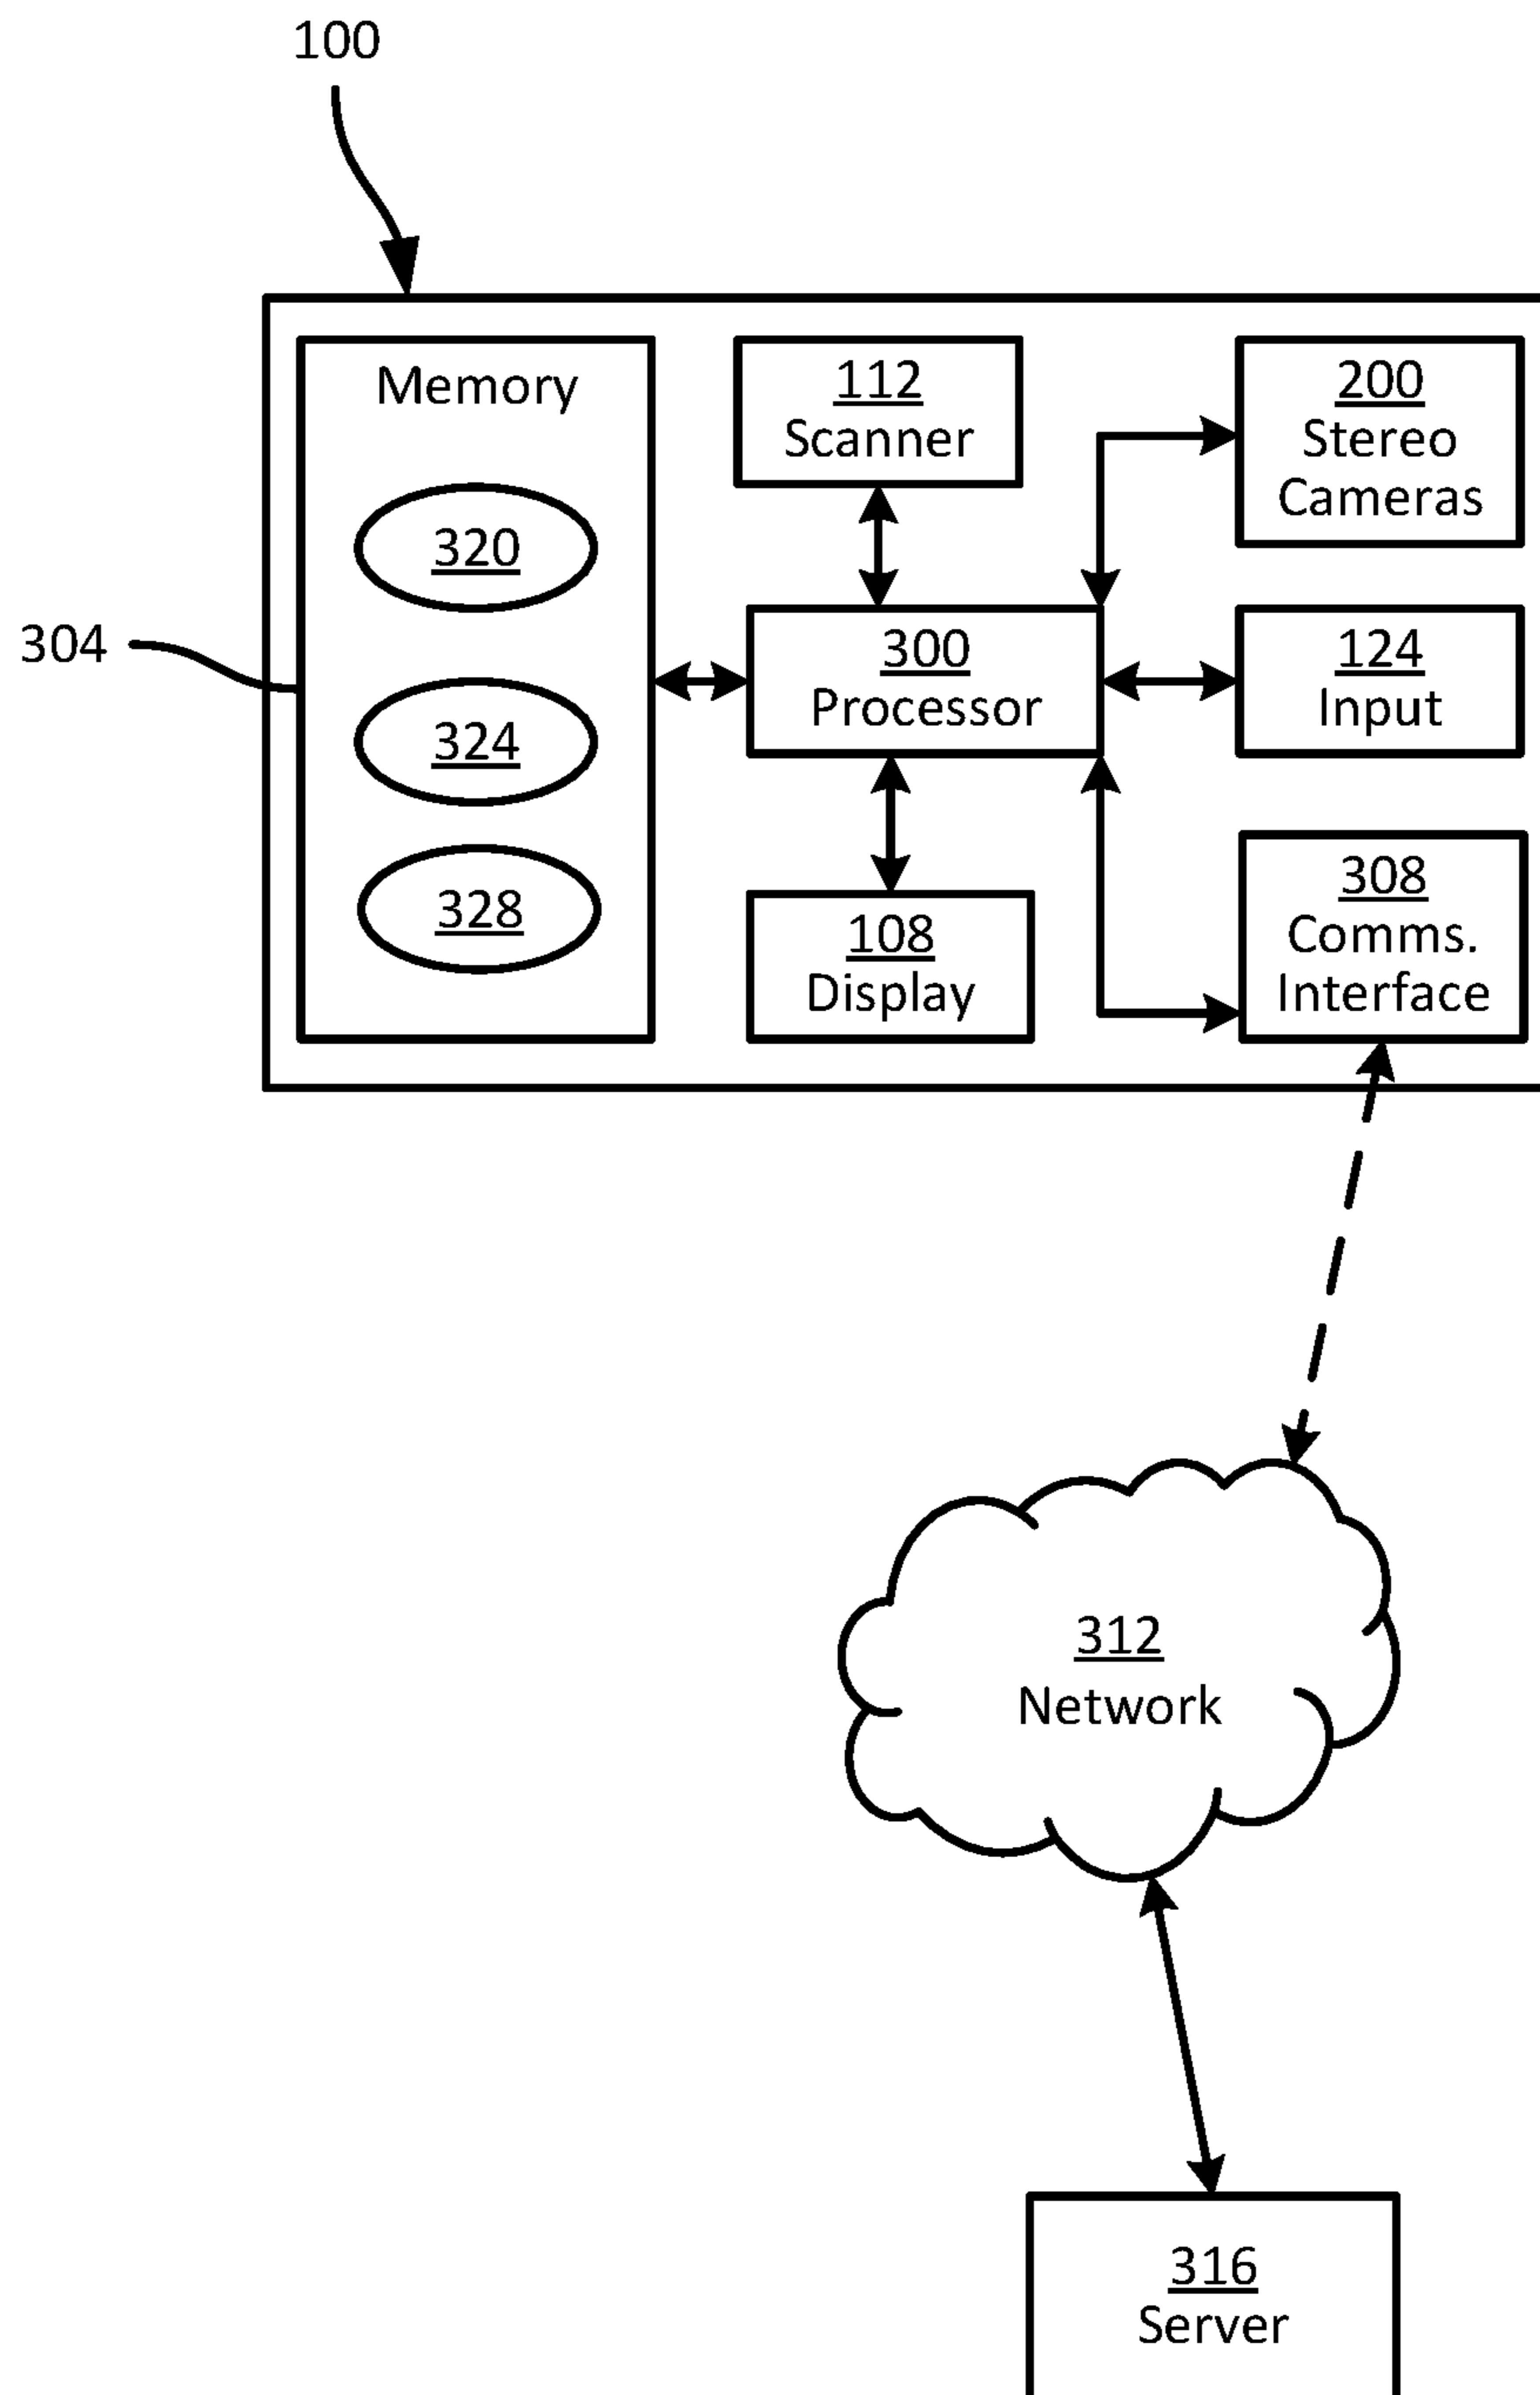 100
Memory
320
304
324
328
112
Scanner
300
Processor
108
Display
200
Stereo
Cameras
124
Input
308
Comms.
Interface
312
Network
316
Server